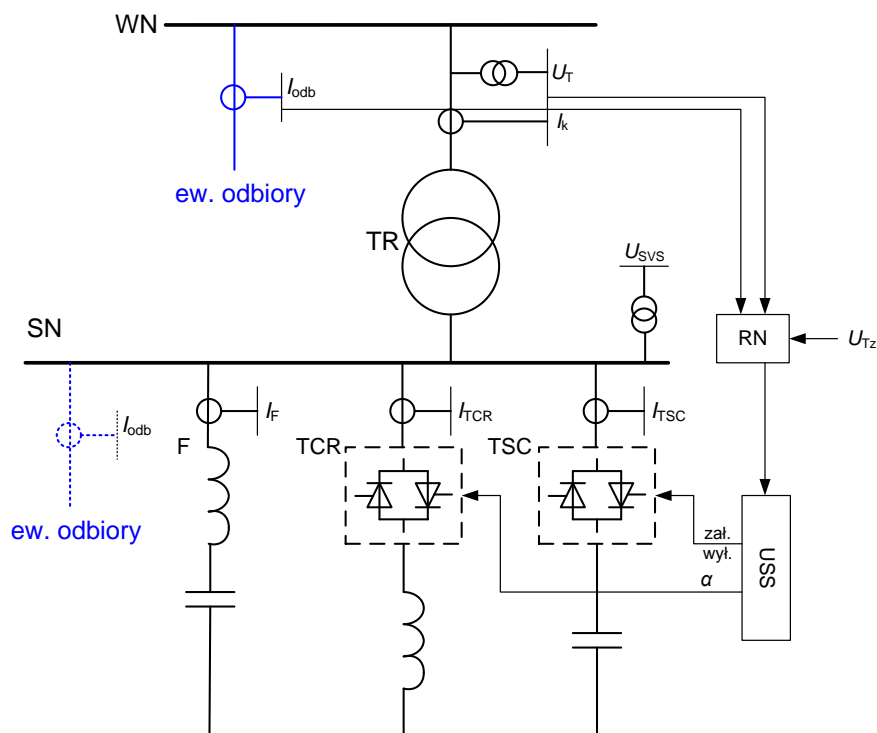 WN
U_T
I_odb
I_k
ew. odbiory
TR
U_SVS
SN
RN
U_Tz
I_F
I_TCR
I_TSC
I_odb
F
TCR
TSC
ew. odbiory
zał.
wył.
α
USS